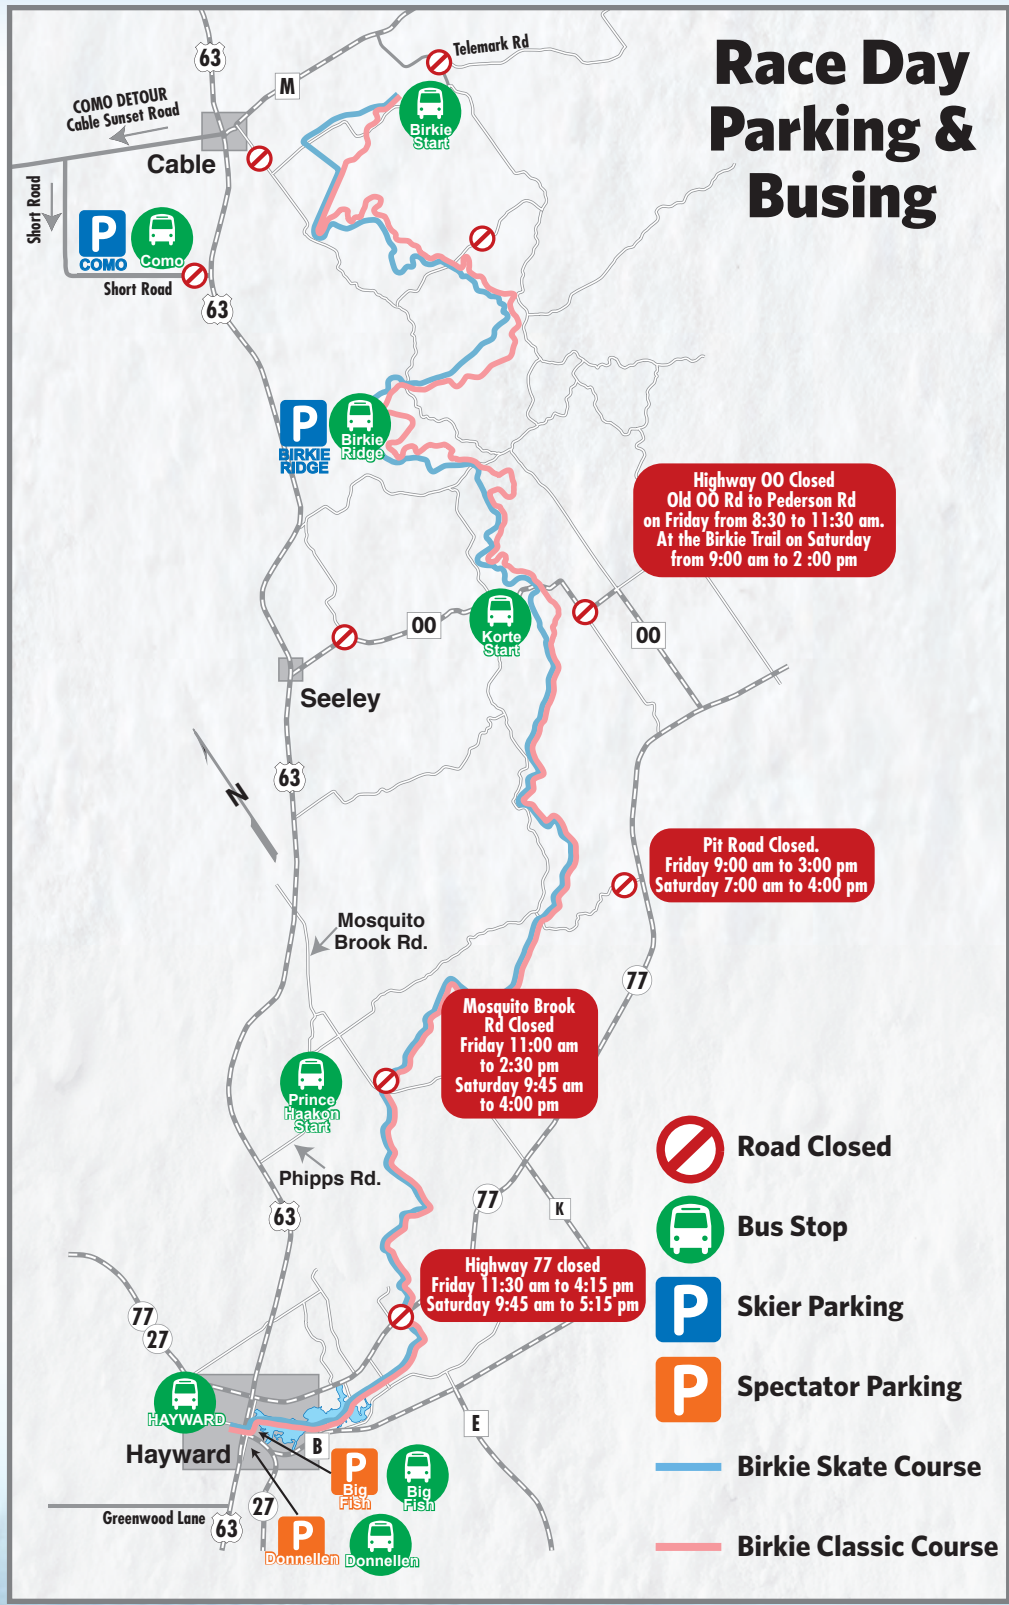 Race Day
Parking &
Busing
63
M
Telemark Rd
COMO DETOUR
Cable Sunset Road
Birkie
Start
Cable
Short Road
P
COMO
Como
Short Road
63
P
BIRKIE
RIDGE
Birkie
Ridge
Highway OO Closed
Old OO Rd to Pederson Rd
on Friday from 8:30 to 11:30 am.
At the Birkie Trail on Saturday
from 9:00 am to 2 :00 pm
OO
Korte
Start
OO
Seeley
63
N
Pit Road Closed.
Friday 9:00 am to 3:00 pm
Saturday 7:00 am to 4:00 pm
Mosquito
Brook Rd.
77
Mosquito Brook
Rd Closed
Friday 11:00 am
to 2:30 pm
Saturday 9:45 am
to 4:00 pm
Prince
Haakon
Start
Phipps Rd.
63
77
K
Road Closed
Bus Stop
P
Skier Parking
P
Spectator Parking
Birkie Skate Course
Birkie Classic Course
Highway 77 closed
Friday 11:30 am to 4:15 pm
Saturday 9:45 am to 5:15 pm
77
27
HAYWARD
Hayward
B
E
P
Big
Fish
Big
Fish
Greenwood Lane
63
27
P
Donnellen
Donnellen